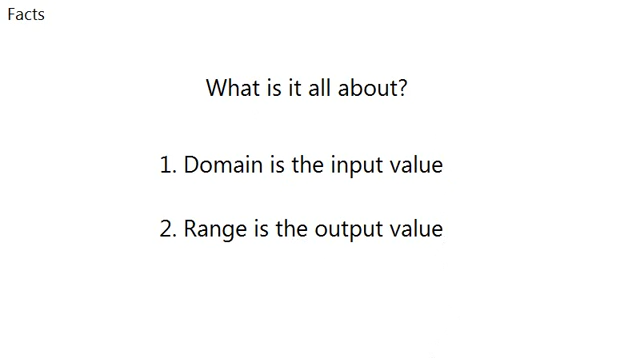 Facts
What is it all about?
1. Domain is the input value
2. Range is the output value